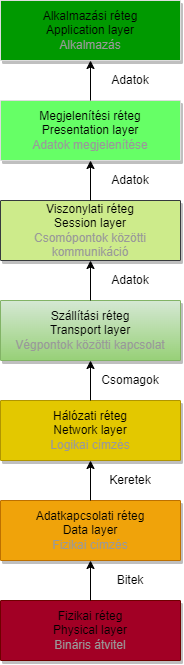 Alkalmazási réteg
Application layer
Alkalmazás
Adatok
Megjelenítési réteg
Presentation layer
Adatok megjelenítése
Adatok
Viszonylati réteg
Session layer
Csomópontok közötti
kommunikáció
Adatok
Szállítási réteg
Transport layer
Végpontok közötti kapcsolat
Csomagok
Hálózati réteg
Network layer
Logikai címzés
Keretek
Adatkapcsolati réteg
Data layer
Fizikai címzés
Bitek
Fizikai réteg
Physical layer
Bináris átvitel